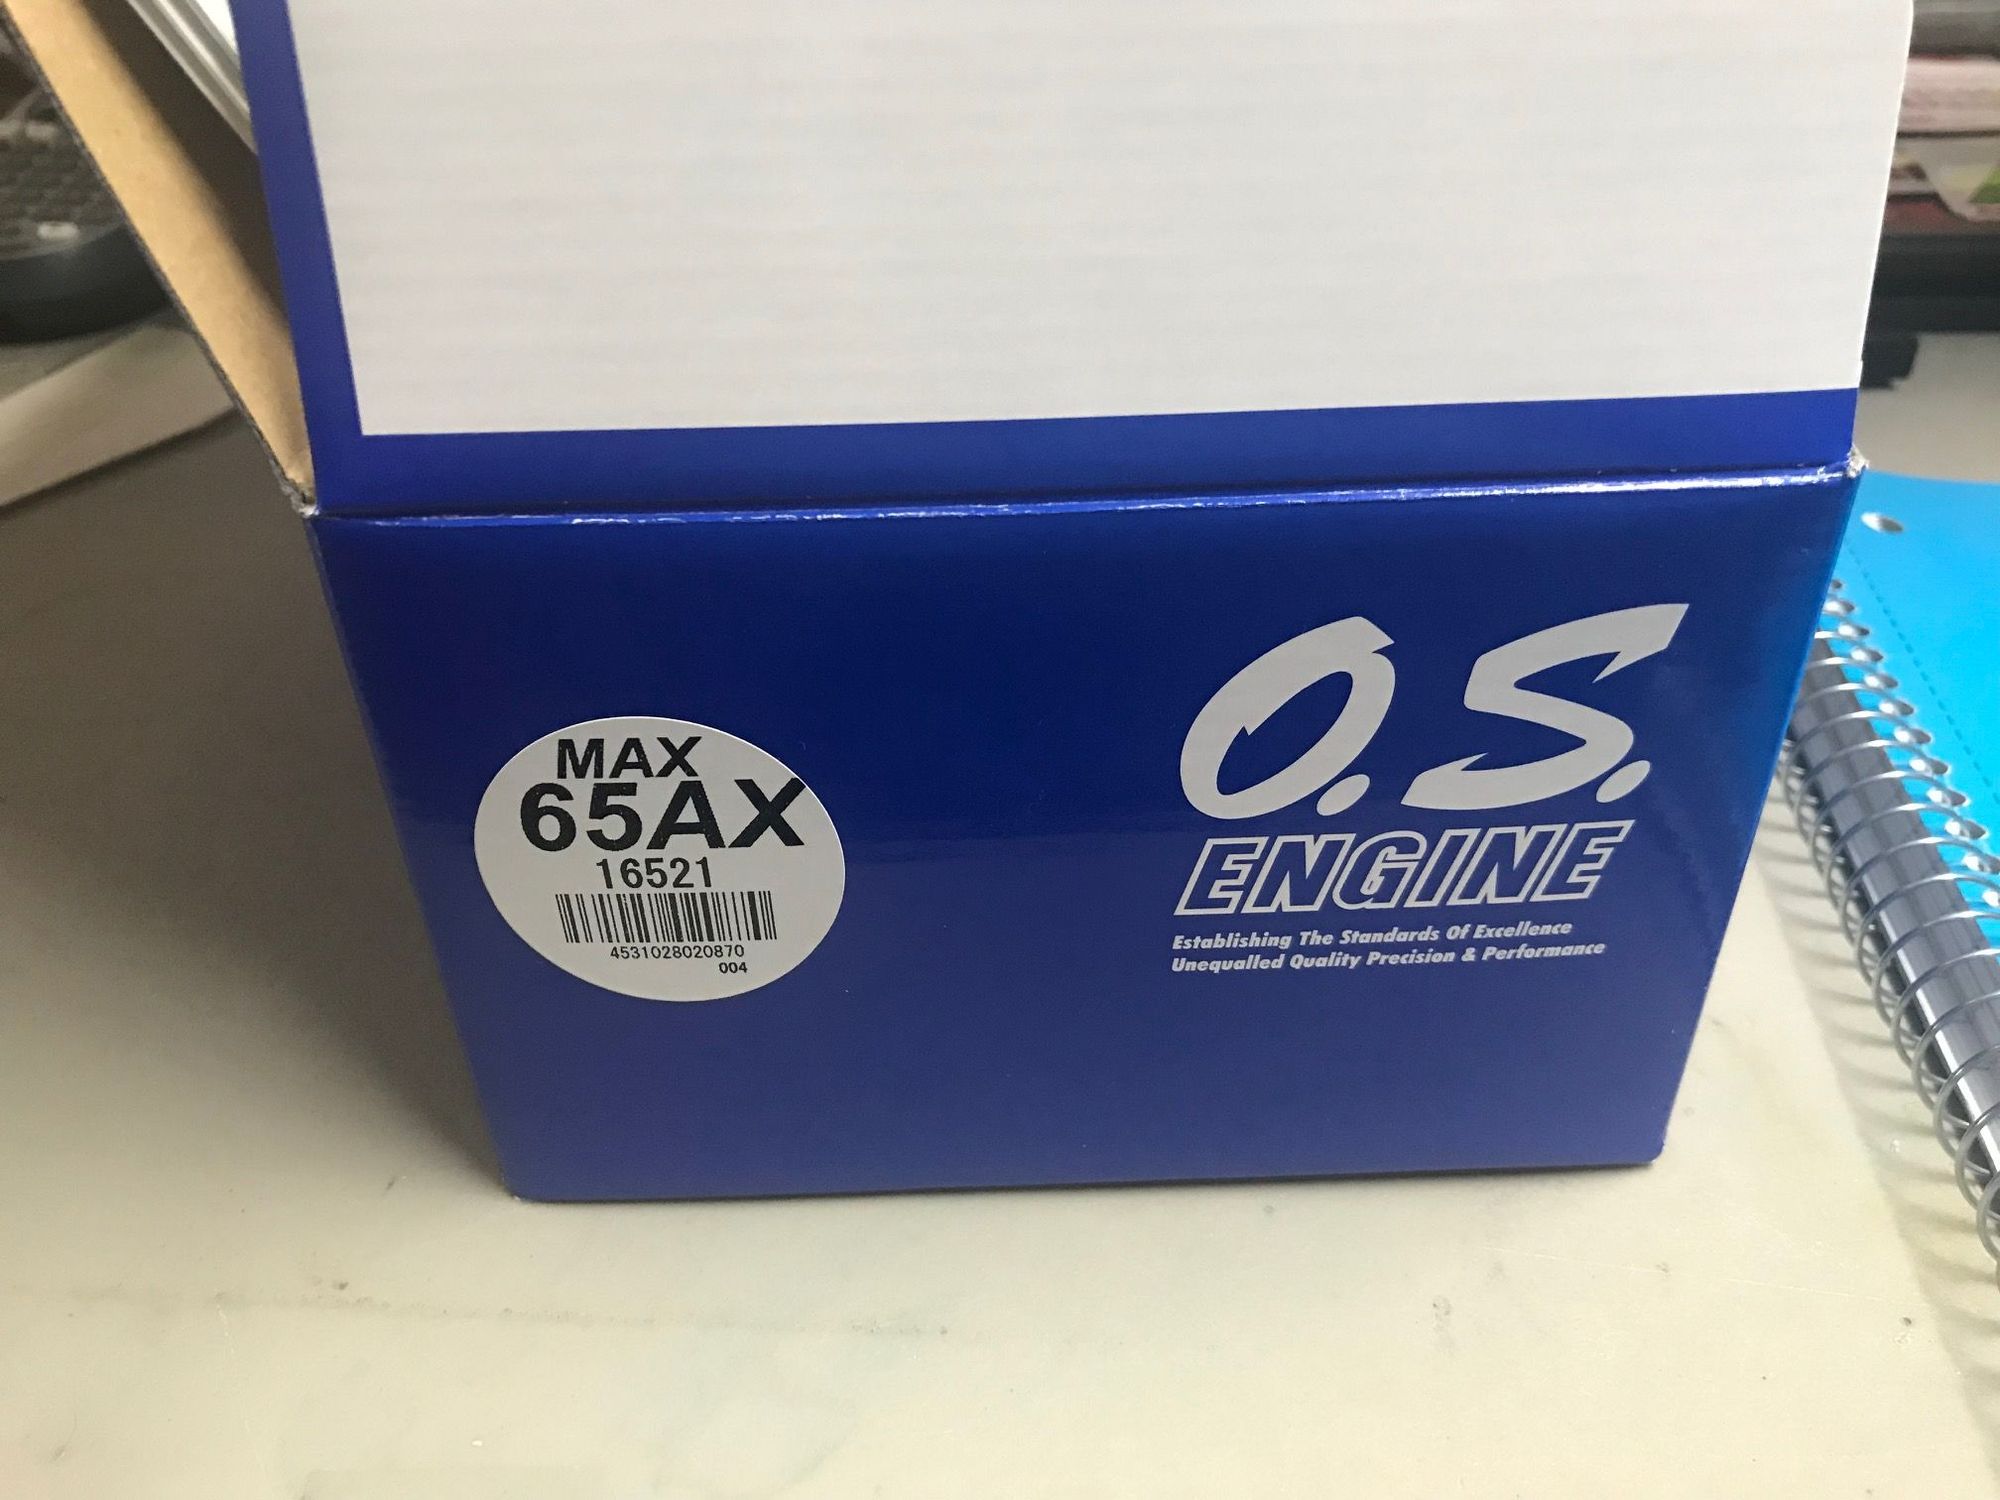 MAX
65AX
16521
4531028020870
004
O.S.
ENGINE
Establishing The Standards Of Excellence
Unequalled Quality Precision & Performance